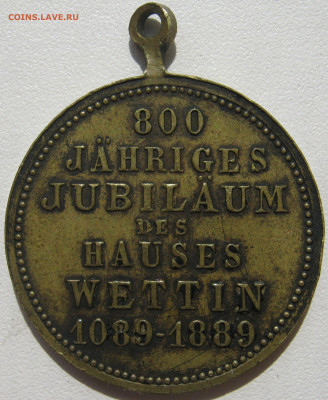 COINS.LAVE.RU
800
JÄHRIGES
JUBILÄUM
DES
HAUSES
WETTIN
1089-1889